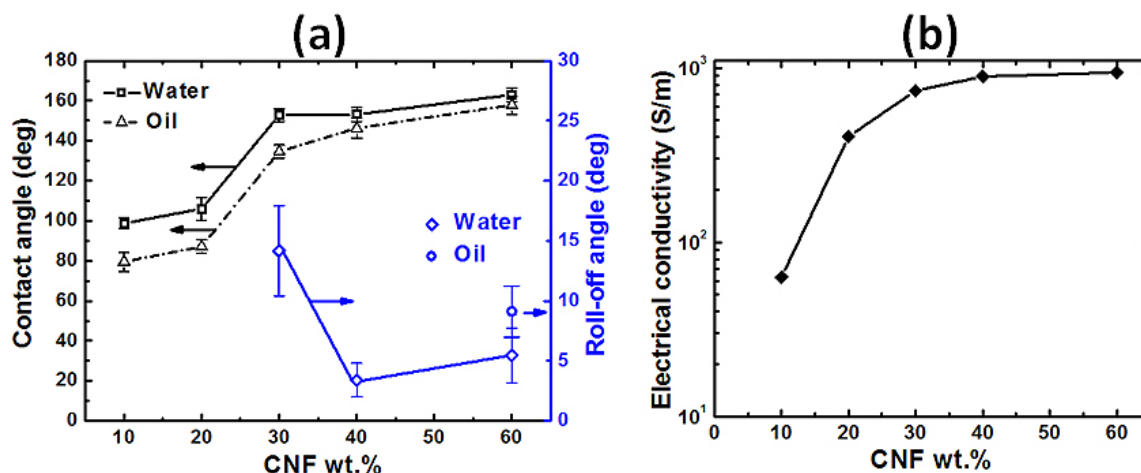 (a)
Water
Oil
Water
Oil
Contact angle (deg)
0
20
40
60
80
100
120
140
160
180
Roll-off angle (deg)
0
5
10
15
20
25
30
10 20 30 40 50 60
CNF wt.%
(b)
Electrical conductivity (S/m)
10³
10²
10¹
0 10 20 30 40 50 60
CNF wt.%